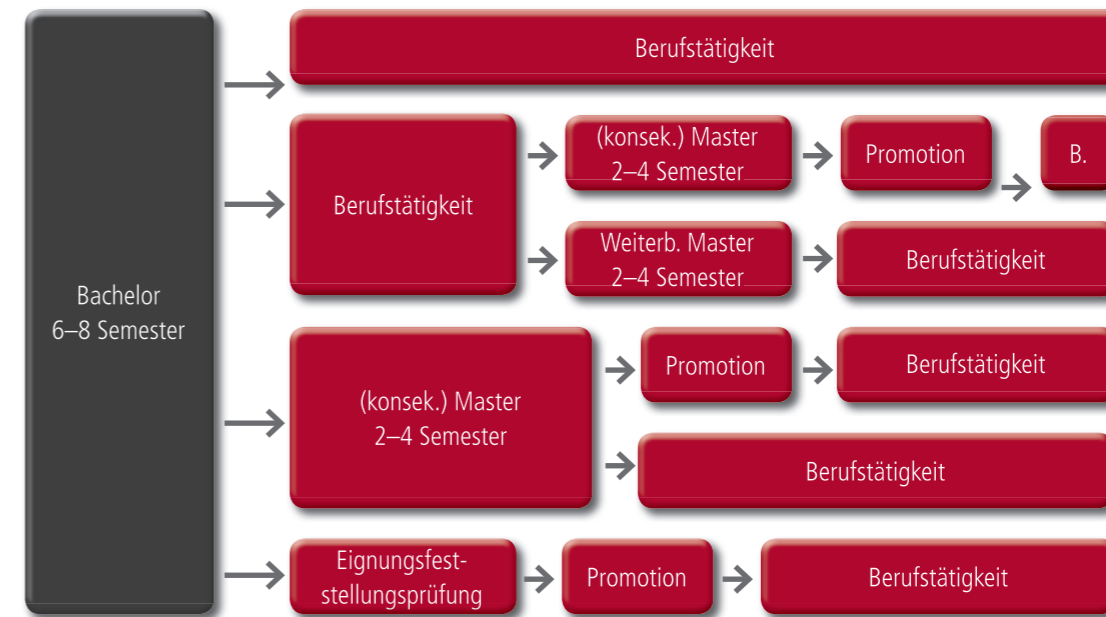 Bachelor
6–8 Semester
Berufstätigkeit
Berufstätigkeit
(konsek.) Master
2–4 Semester
Promotion
B.
Weiterb. Master
2–4 Semester
Berufstätigkeit
(konsek.) Master
2–4 Semester
Promotion
Berufstätigkeit
Berufstätigkeit
Eignungsfest-
stellungsprüfung
Promotion
Berufstätigkeit